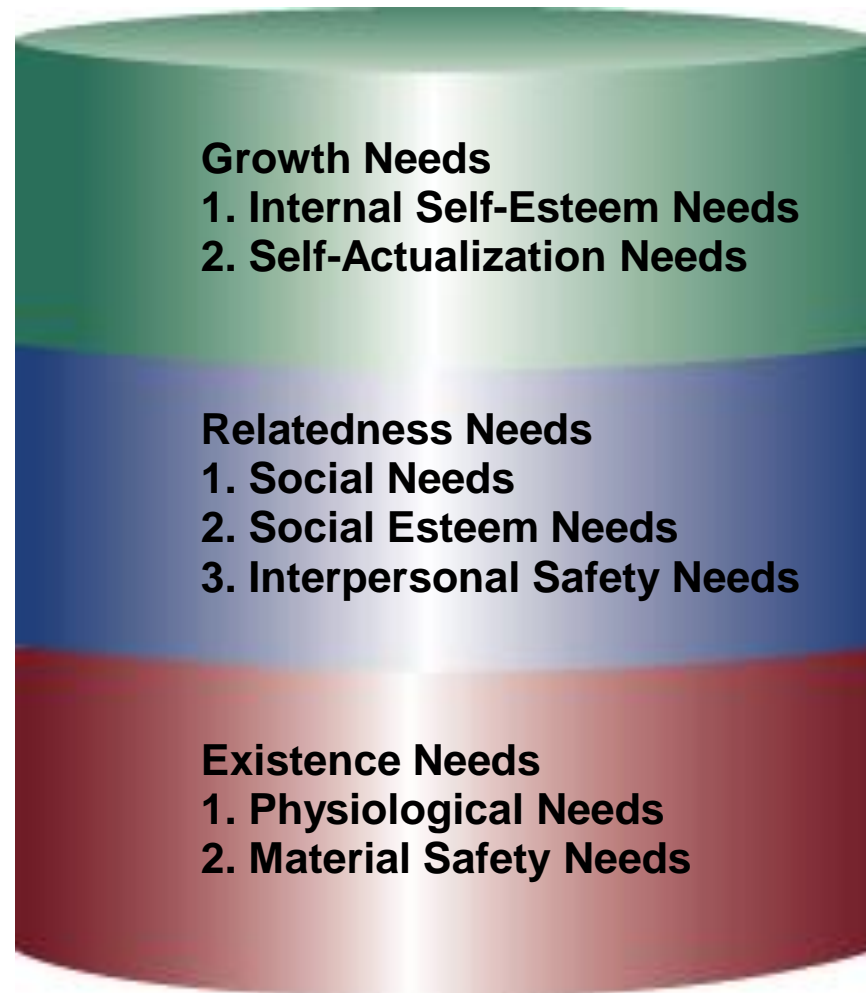 Growth Needs
1. Internal Self-Esteem Needs
2. Self-Actualization Needs
Relatedness Needs
1. Social Needs
2. Social Esteem Needs
3. Interpersonal Safety Needs
Existence Needs
1. Physiological Needs
2. Material Safety Needs